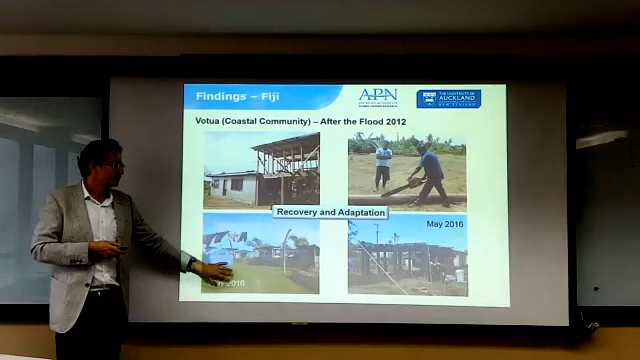 Findings – Fiji
APN
THE UNIVERSITY OF
AUCKLAND
NEW ZEALAND
Votua (Coastal Community) – After the Flood 2012
Recovery and Adaptation
May 2016
2016